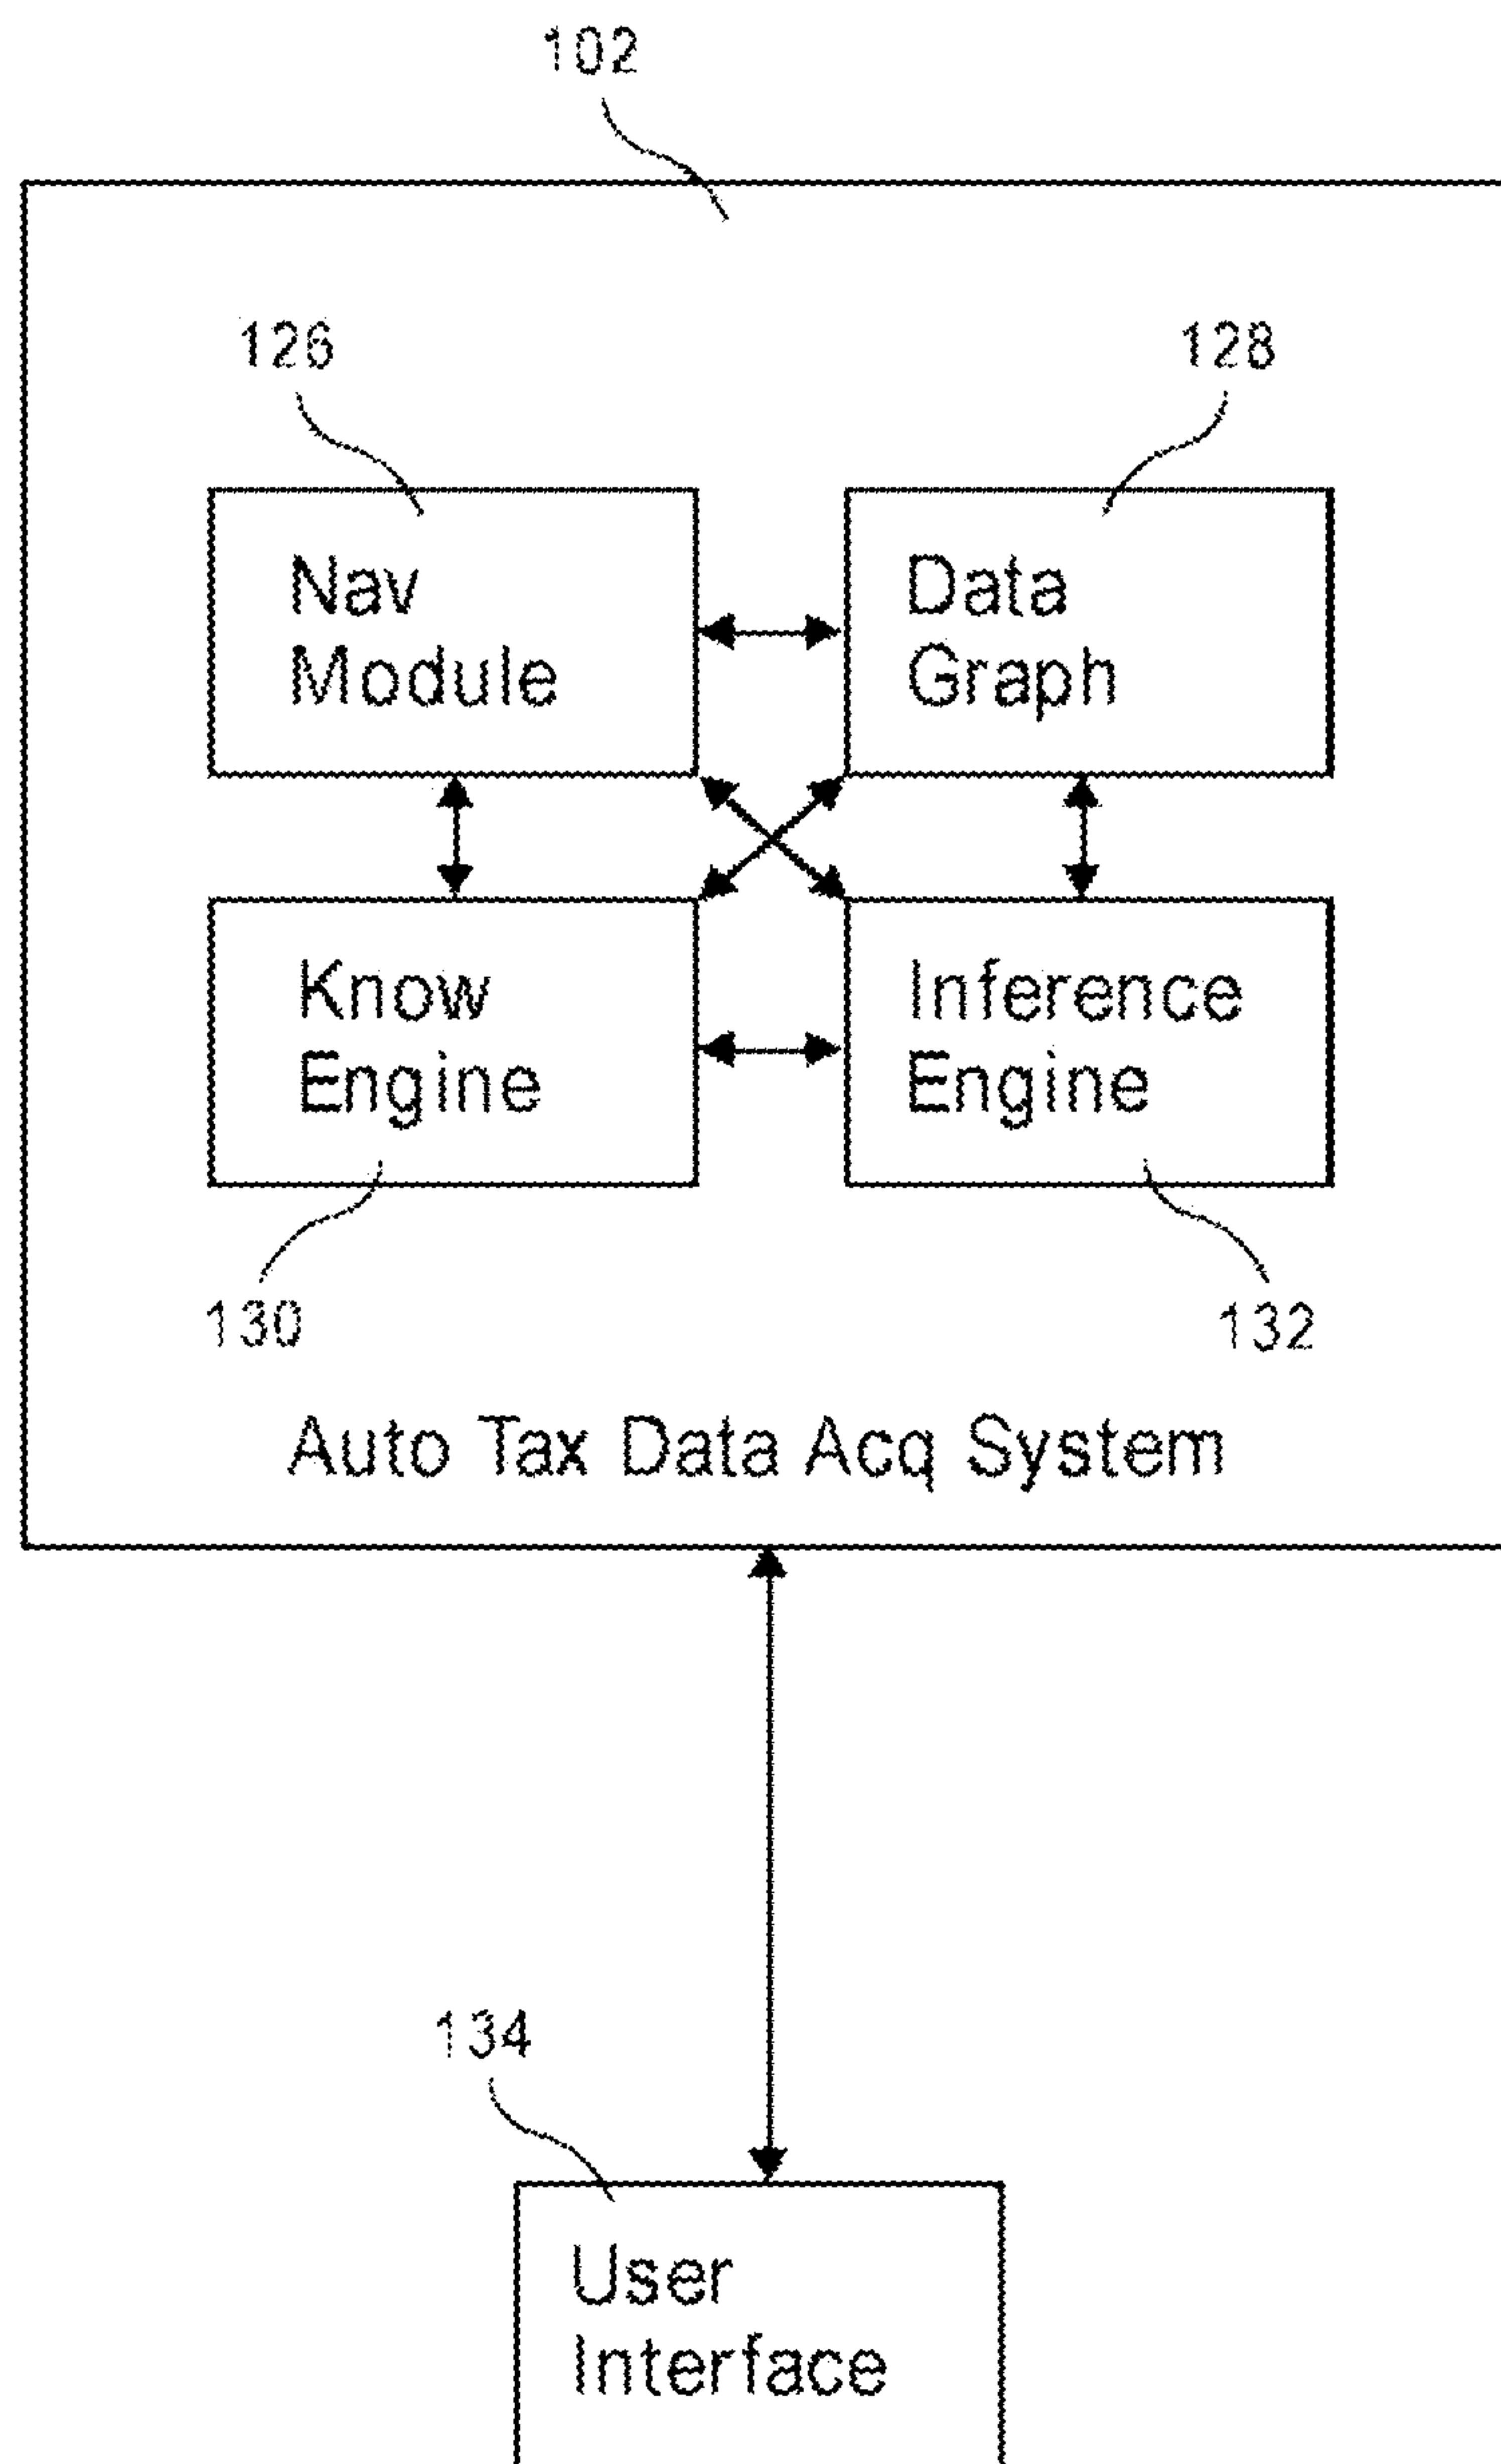 102
126
128
Nav
Module
Data
Graph
Know
Engine
Inference
Engine
130
132
Auto Tax Data Acq System
134
User
Interface